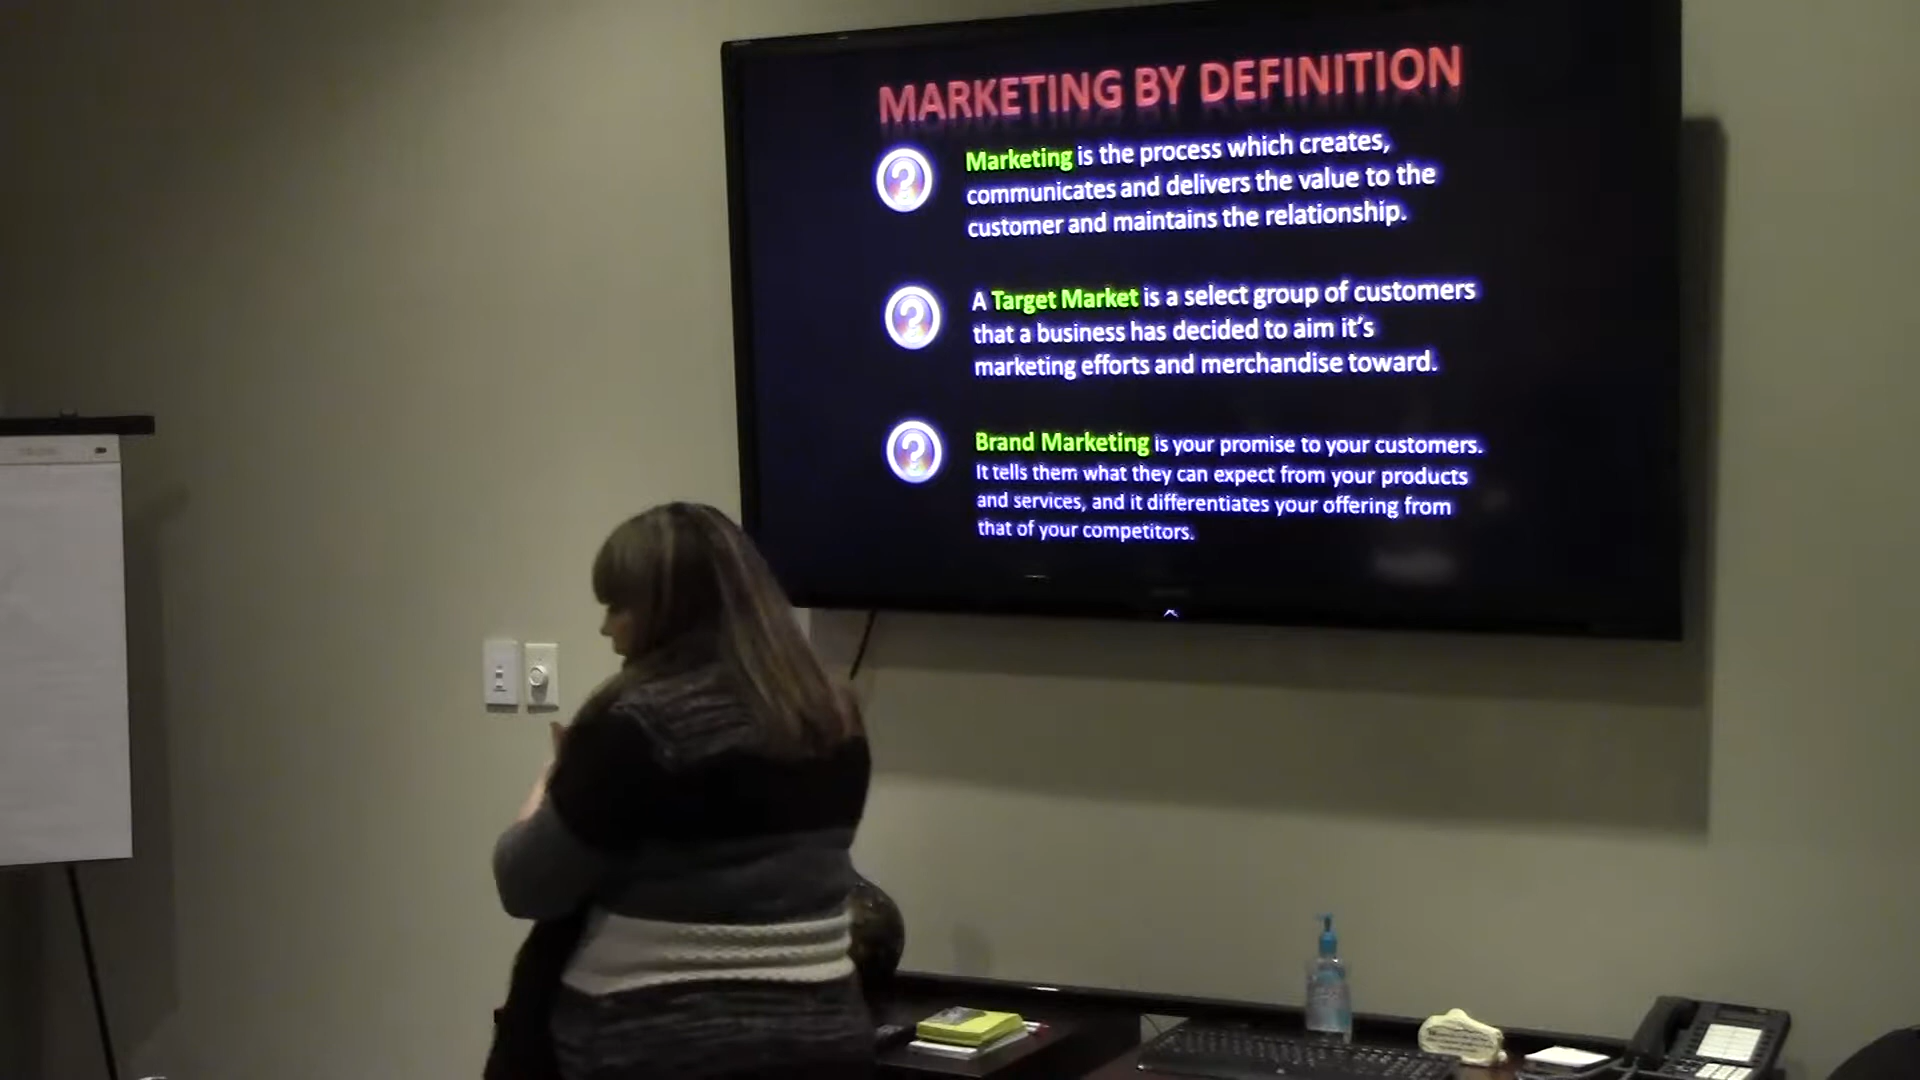 MARKETING BY DEFINITION
Marketing is the process which creates,
communicates and delivers the value to the
customer and maintains the relationship.
A Target Market is a select group of customers
that a business has decided to aim it's
marketing efforts and merchandise toward.
Brand Marketing is your promise to your customers.
It tells them what they can expect from your products
and services, and it differentiates your offering from
that of your competitors.